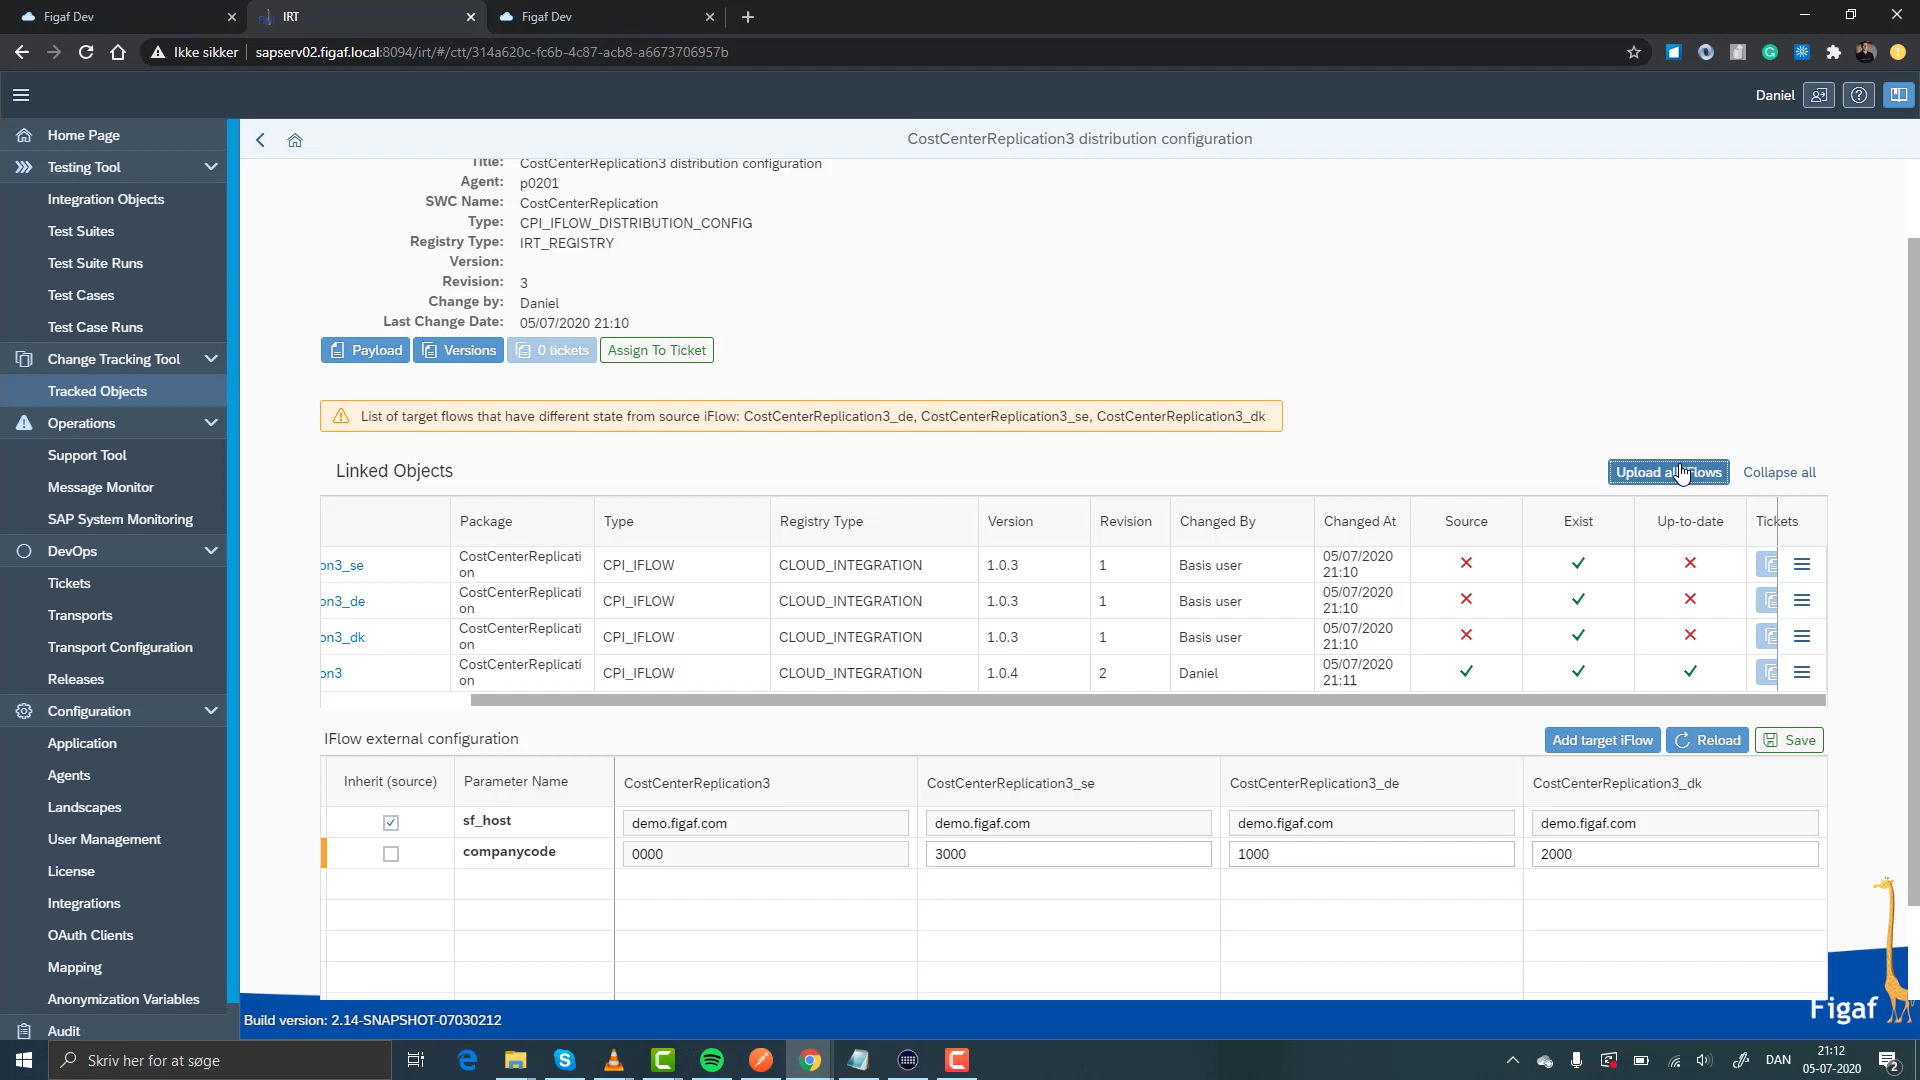 Figaf Dev
IRT
Figaf Dev
Ikke sikker
sapserv02.figaf.local:8094/irt/#/ctt/314a620c-fc6b-4c87-acb8-a6673706957b
Daniel
Home Page
Testing Tool
Integration Objects
Test Suites
Test Suite Runs
Test Cases
Test Case Runs
Change Tracking Tool
Tracked Objects
Operations
Support Tool
Message Monitor
SAP System Monitoring
DevOps
Tickets
Transports
Transport Configuration
Releases
Configuration
Application
Agents
Landscapes
User Management
License
Integrations
OAuth Clients
Mapping
Anonymization Variables
Audit
CostCenterReplication3 distribution configuration
Title: CostCenterReplication3 distribution configuration
Agent: p0201
SWC Name: CostCenterReplication
Type: CPI_IFLOW_DISTRIBUTION_CONFIG
Registry Type: IRT_REGISTRY
Version:
Revision: 3
Change by: Daniel
Last Change Date: 05/07/2020 21:10
Payload Versions 0 tickets Assign To Ticket
List of target flows that have different state from source iFlow: CostCenterReplication3_de, CostCenterReplication3_se, CostCenterReplication3_dk
Linked Objects Upload Flows Collapse all
Package Type Registry Type Version Revision Changed By Changed At Source Exist Up-to-date Tickets
on3_se CostCenterReplicati on CPI_IFLOW CLOUD_INTEGRATION 1.0.3 1 Basis user 05/07/2020 21:10
on3_de CostCenterReplicati on CPI_IFLOW CLOUD_INTEGRATION 1.0.3 1 Basis user 05/07/2020 21:10
on3_dk CostCenterReplicati on CPI_IFLOW CLOUD_INTEGRATION 1.0.3 1 Basis user 05/07/2020 21:10
on3 CostCenterReplicati on CPI_IFLOW CLOUD_INTEGRATION 1.0.4 2 Daniel 05/07/2020 21:11
IFlow external configuration Add target iFlow Reload Save
Inherit (source) Parameter Name CostCenterReplication3 CostCenterReplication3_se CostCenterReplication3_de CostCenterReplication3_dk
sf_host demo.figaf.com demo.figaf.com demo.figaf.com demo.figaf.com
companycode 0000 3000 1000 2000
Figaf
Build version: 2.14-SNAPSHOT-07030212
Skriv her for at søge
DAN
21:12
05-07-2020
2